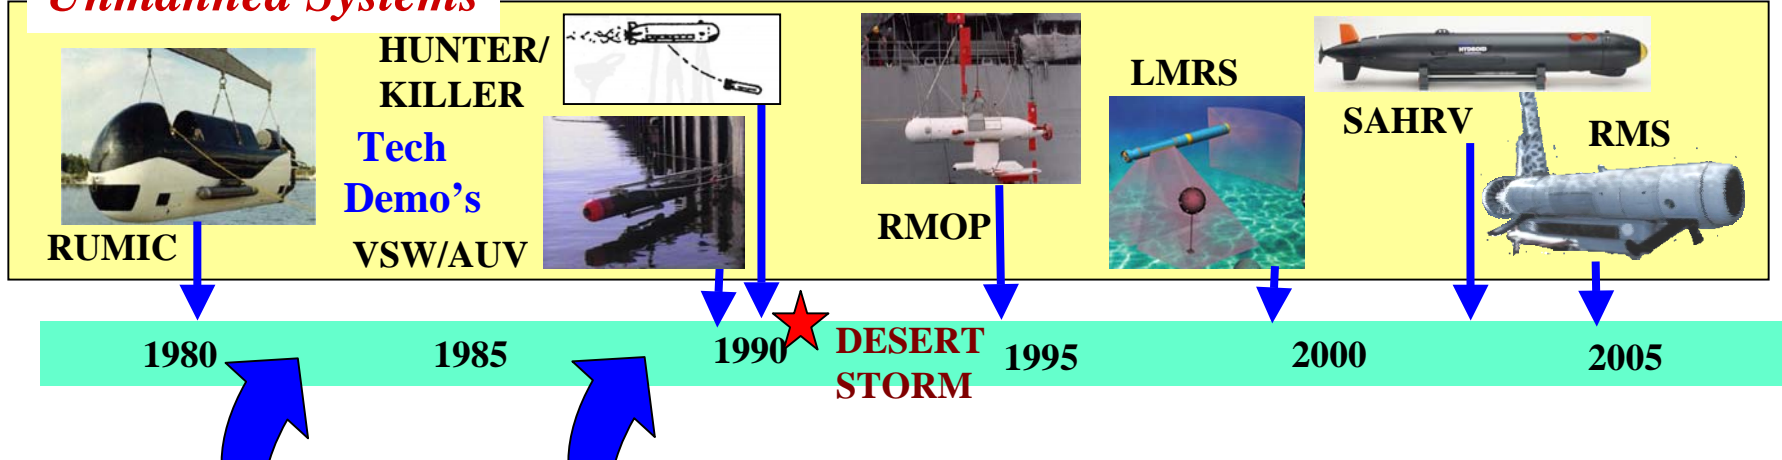 Unmanned Systems
HUNTER/
KILLER
Tech
Demo's
VSW/AUV
RUMIC
RMOP
LMRS
HYDROID
SAHRV
RMS
1980
1985
1990
DESERT
STORM
1995
2000
2005